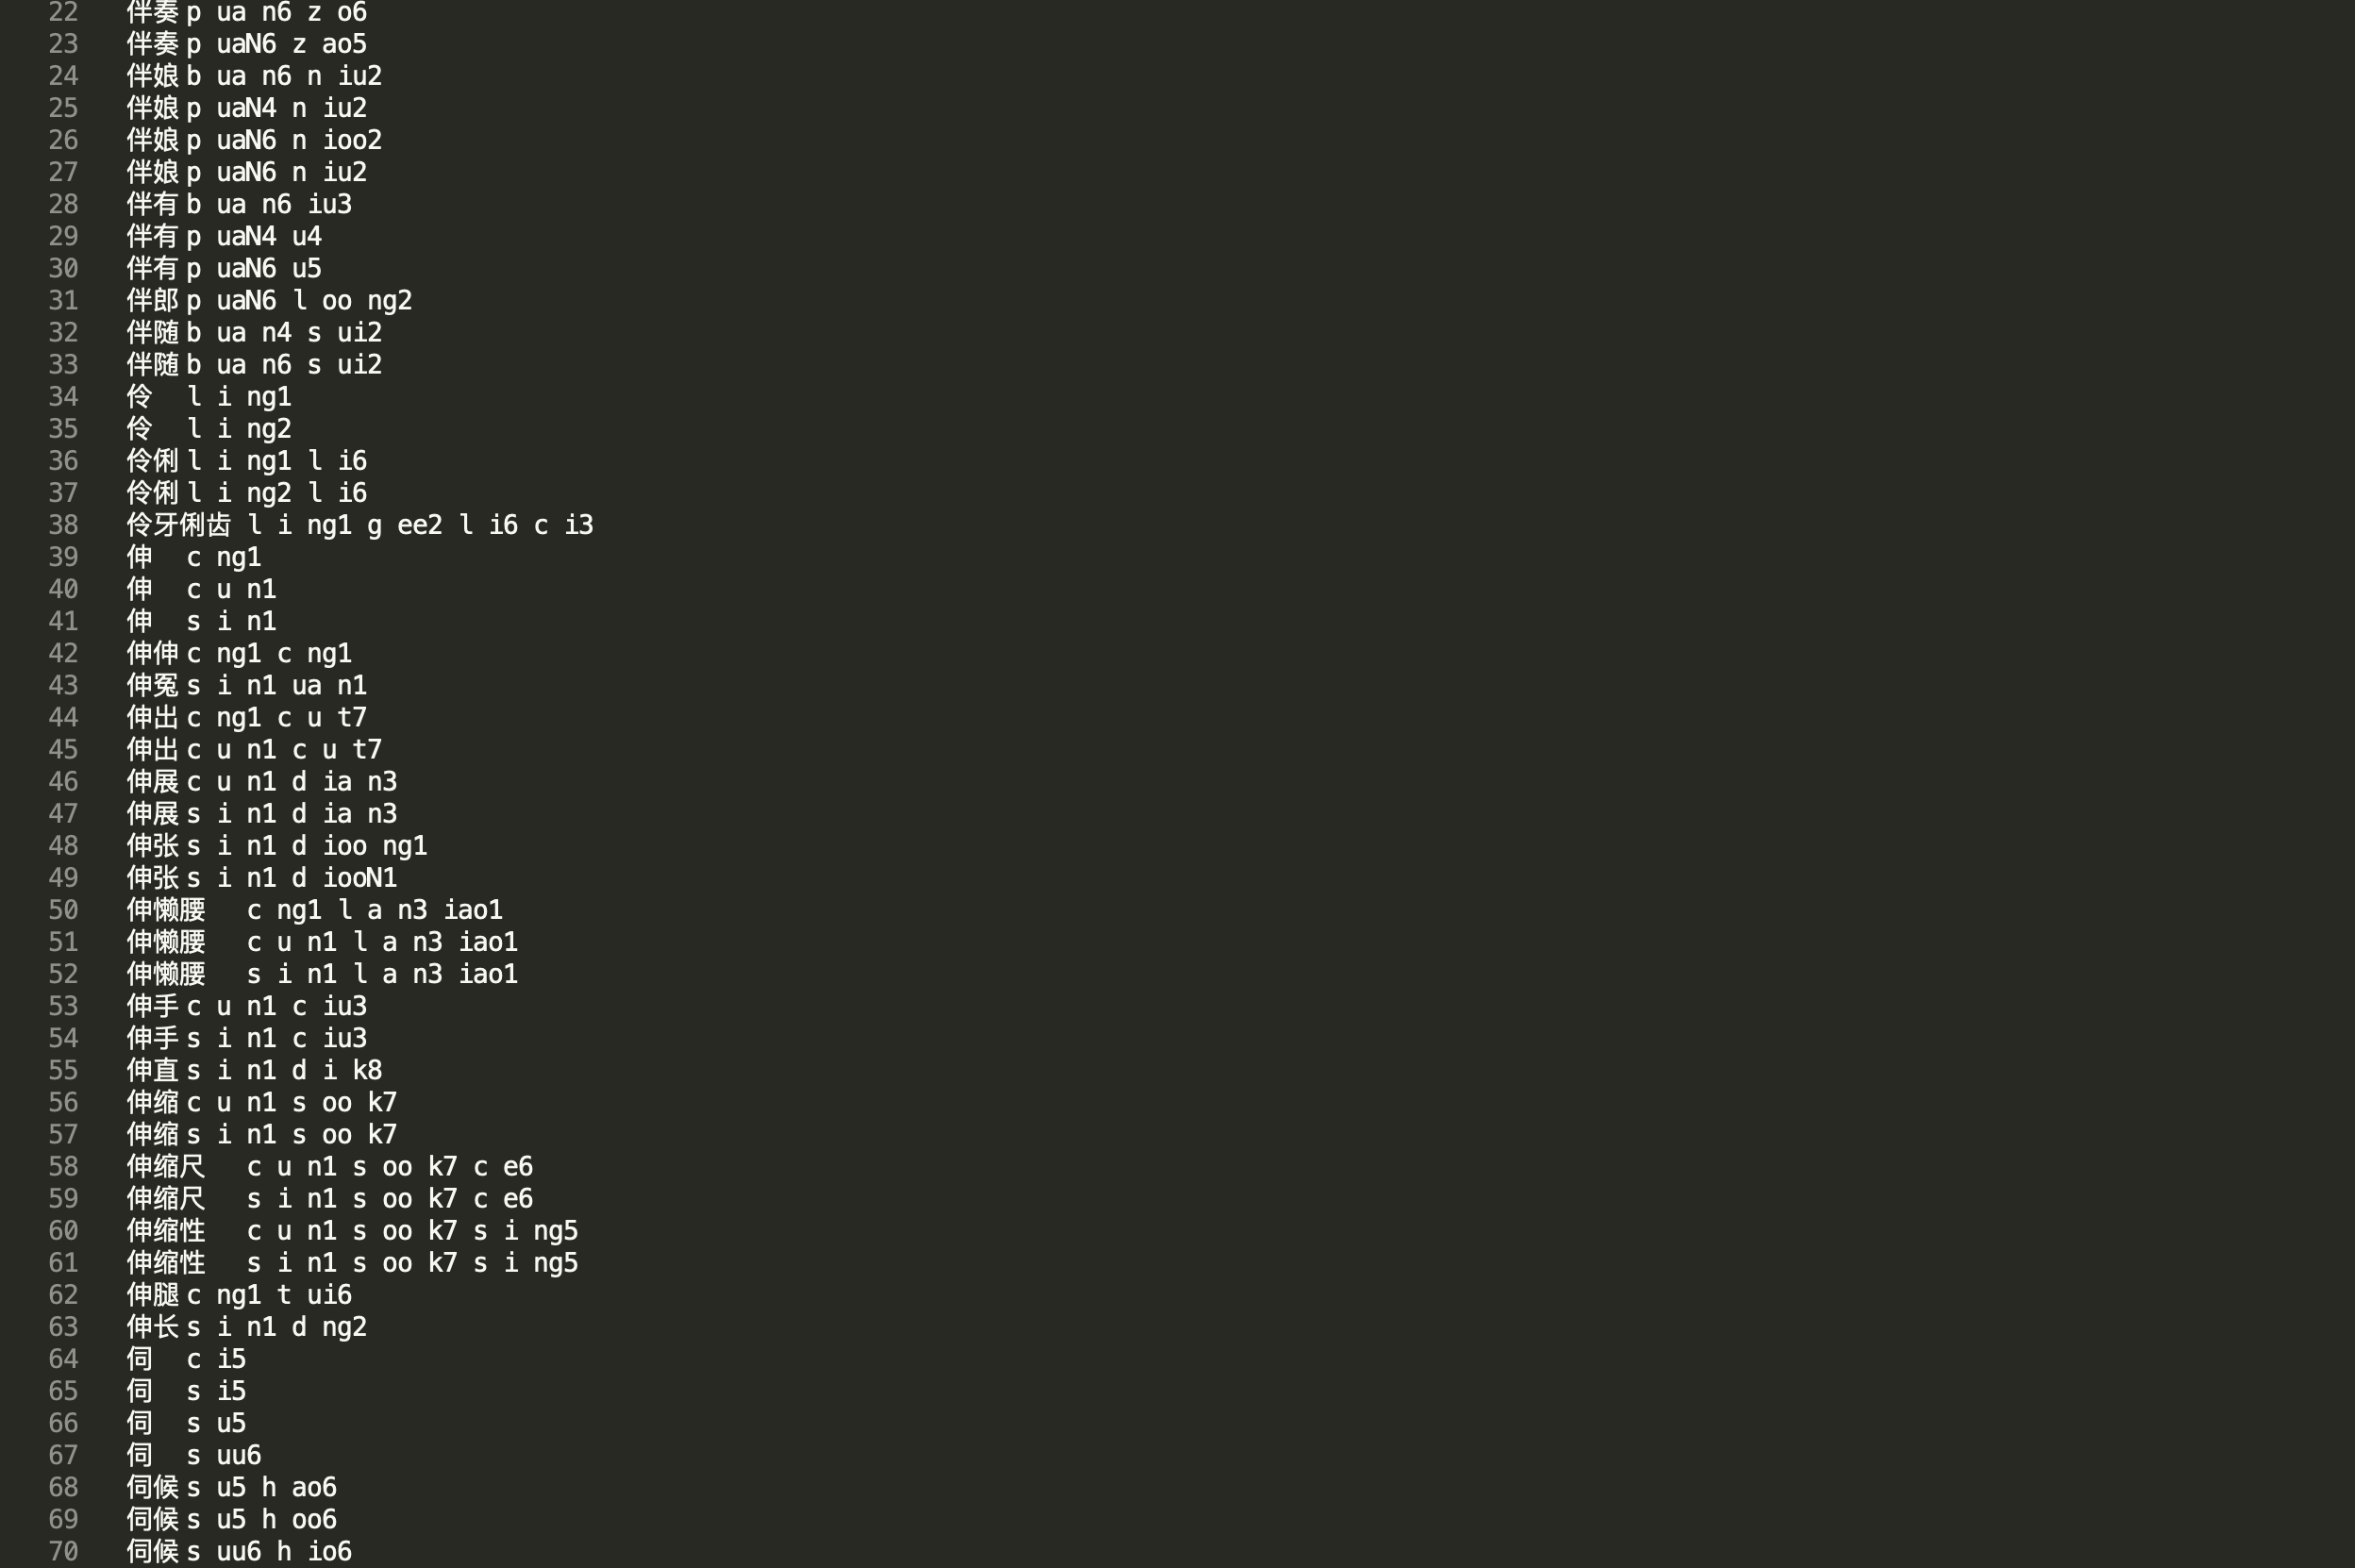 22 伴奏 p ua n6 z o6
23 伴奏 p uaN6 z ao5
24 伴娘 b ua n6 n iu2
25 伴娘 p uaN4 n iu2
26 伴娘 p uaN6 n ioo2
27 伴娘 p uaN6 n iu2
28 伴有 b ua n6 iu3
29 伴有 p uaN4 u4
30 伴有 p uaN6 u5
31 伴郎 p uaN6 l oo ng2
32 伴随 b ua n4 s ui2
33 伴随 b ua n6 s ui2
34 伶 l i ng1
35 伶 l i ng2
36 伶俐 l i ng1 l i6
37 伶俐 l i ng2 l i6
38 伶牙俐齿 l i ng1 g ee2 l i6 c i3
39 伸 c ng1
40 伸 c u n1
41 伸 s i n1
42 伸伸 c ng1 c ng1
43 伸冤 s i n1 ua n1
44 伸出 c ng1 c u t7
45 伸出 c u n1 c u t7
46 伸展 c u n1 d ia n3
47 伸展 s i n1 d ia n3
48 伸张 s i n1 d ioo ng1
49 伸张 s i n1 d iooN1
50 伸懒腰 c ng1 l a n3 iao1
51 伸懒腰 c u n1 l a n3 iao1
52 伸懒腰 s i n1 l a n3 iao1
53 伸手 c u n1 c iu3
54 伸手 s i n1 c iu3
55 伸直 s i n1 d i k8
56 伸缩 c u n1 s oo k7
57 伸缩 s i n1 s oo k7
58 伸缩尺 c u n1 s oo k7 c e6
59 伸缩尺 s i n1 s oo k7 c e6
60 伸缩性 c u n1 s oo k7 s i ng5
61 伸缩性 s i n1 s oo k7 s i ng5
62 伸腿 c ng1 t ui6
63 伸长 s i n1 d ng2
64 伺 c i5
65 伺 s i5
66 伺 s u5
67 伺 s uu6
68 伺候 s u5 h ao6
69 伺候 s u5 h oo6
70 伺候 s uu6 h io6